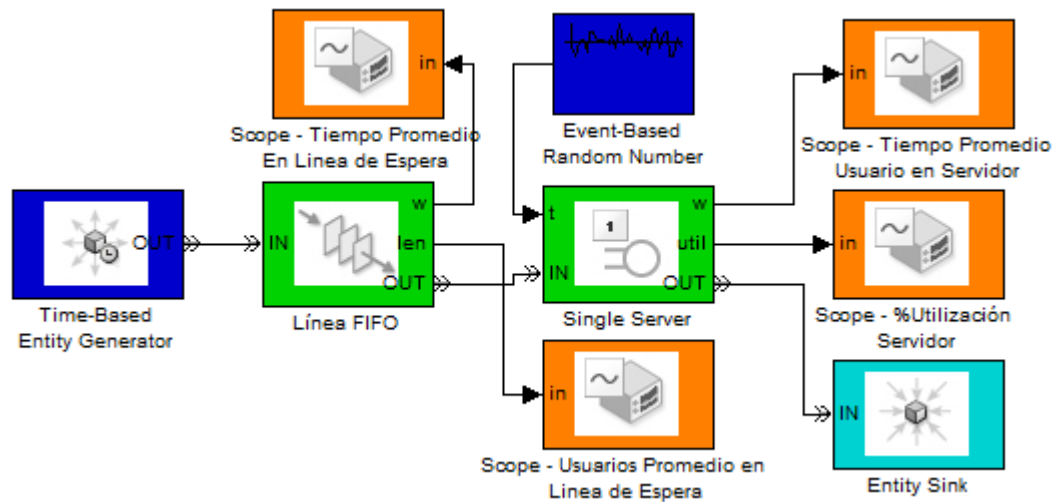 in
Scope - Tiempo Promedio
En Linea de Espera
Event-Based
Random Number
in
Scope - Tiempo Promedio
Usuario en Servidor
OUT
Time-Based
Entity Generator
IN
w
len
OUT
Línea FIFO
t
IN
1
w
util
OUT
Single Server
in
Scope - %Utilización
Servidor
in
Scope - Usuarios Promedio en
Linea de Espera
IN
Entity Sink